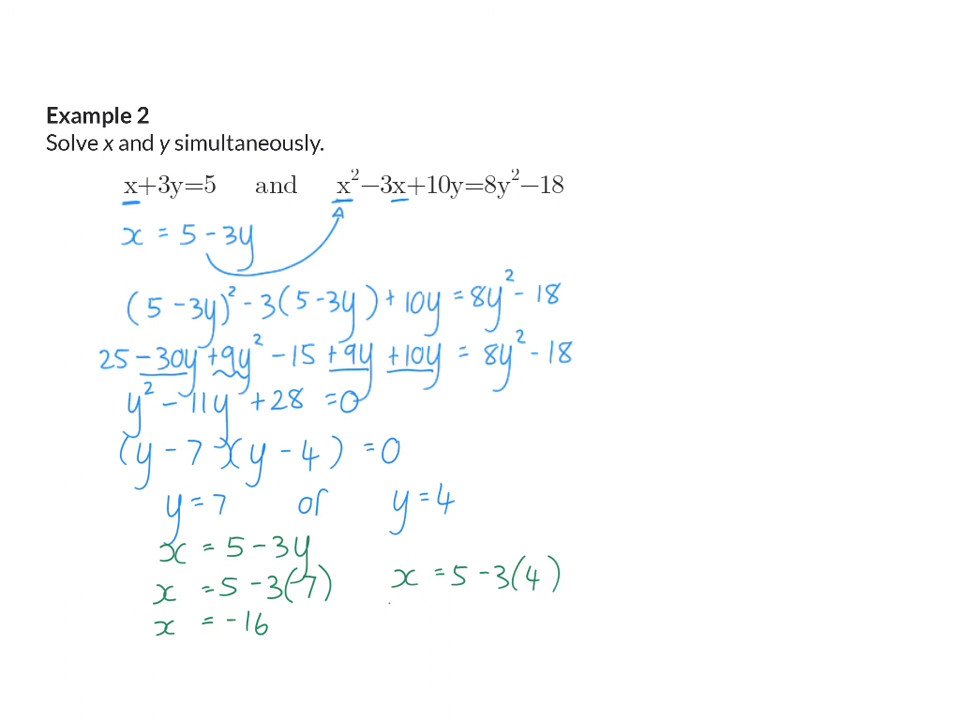 Example 2
Solve x and y simultaneously.
x+3y=5 and x²−3x+10y=8y²−18
x = 5 - 3y
(5 - 3y)² - 3(5 - 3y) + 10y = 8y² - 18
25 - 30y + 9y² - 15 + 9y + 10y = 8y² - 18
y² - 11y + 28 = 0
(y - 7)(y - 4) = 0
y = 7 or y = 4
x = 5 - 3y
x = 5 - 3(7) x = 5 - 3(4)
x = -16